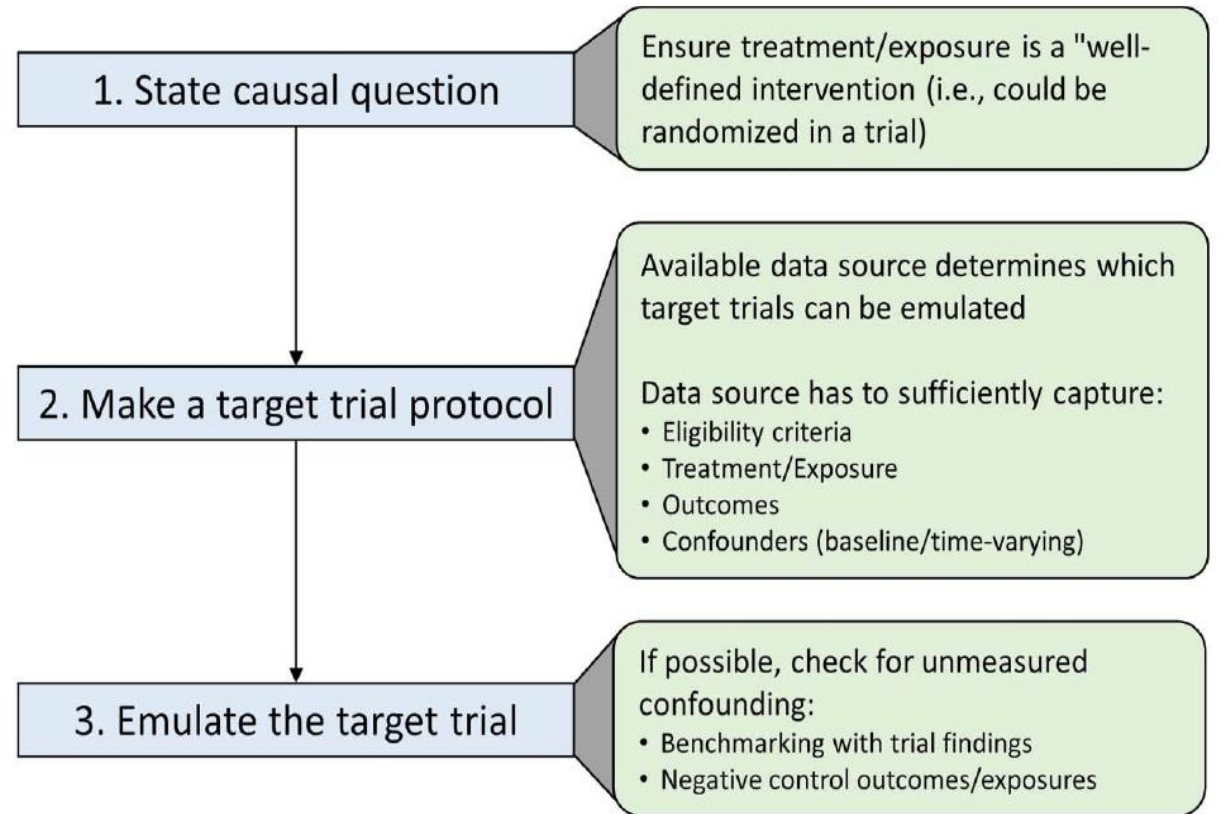 1. State causal question
Ensure treatment/exposure is a "well-
defined intervention (i.e., could be
randomized in a trial)
2. Make a target trial protocol
Available data source determines which
target trials can be emulated
Data source has to sufficiently capture:
• Eligibility criteria
• Treatment/Exposure
• Outcomes
• Confounders (baseline/time-varying)
3. Emulate the target trial
If possible, check for unmeasured
confounding:
• Benchmarking with trial findings
• Negative control outcomes/exposures